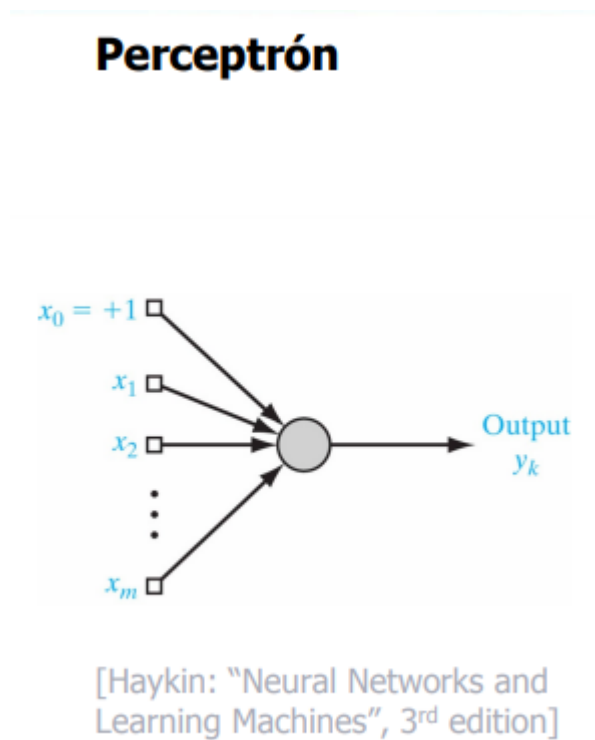 Perceptrón
x₀ = +1
x₁
x₂
xₘ
Output
yₖ
[Haykin: “Neural Networks and
Learning Machines”, 3ʳᵈ edition]